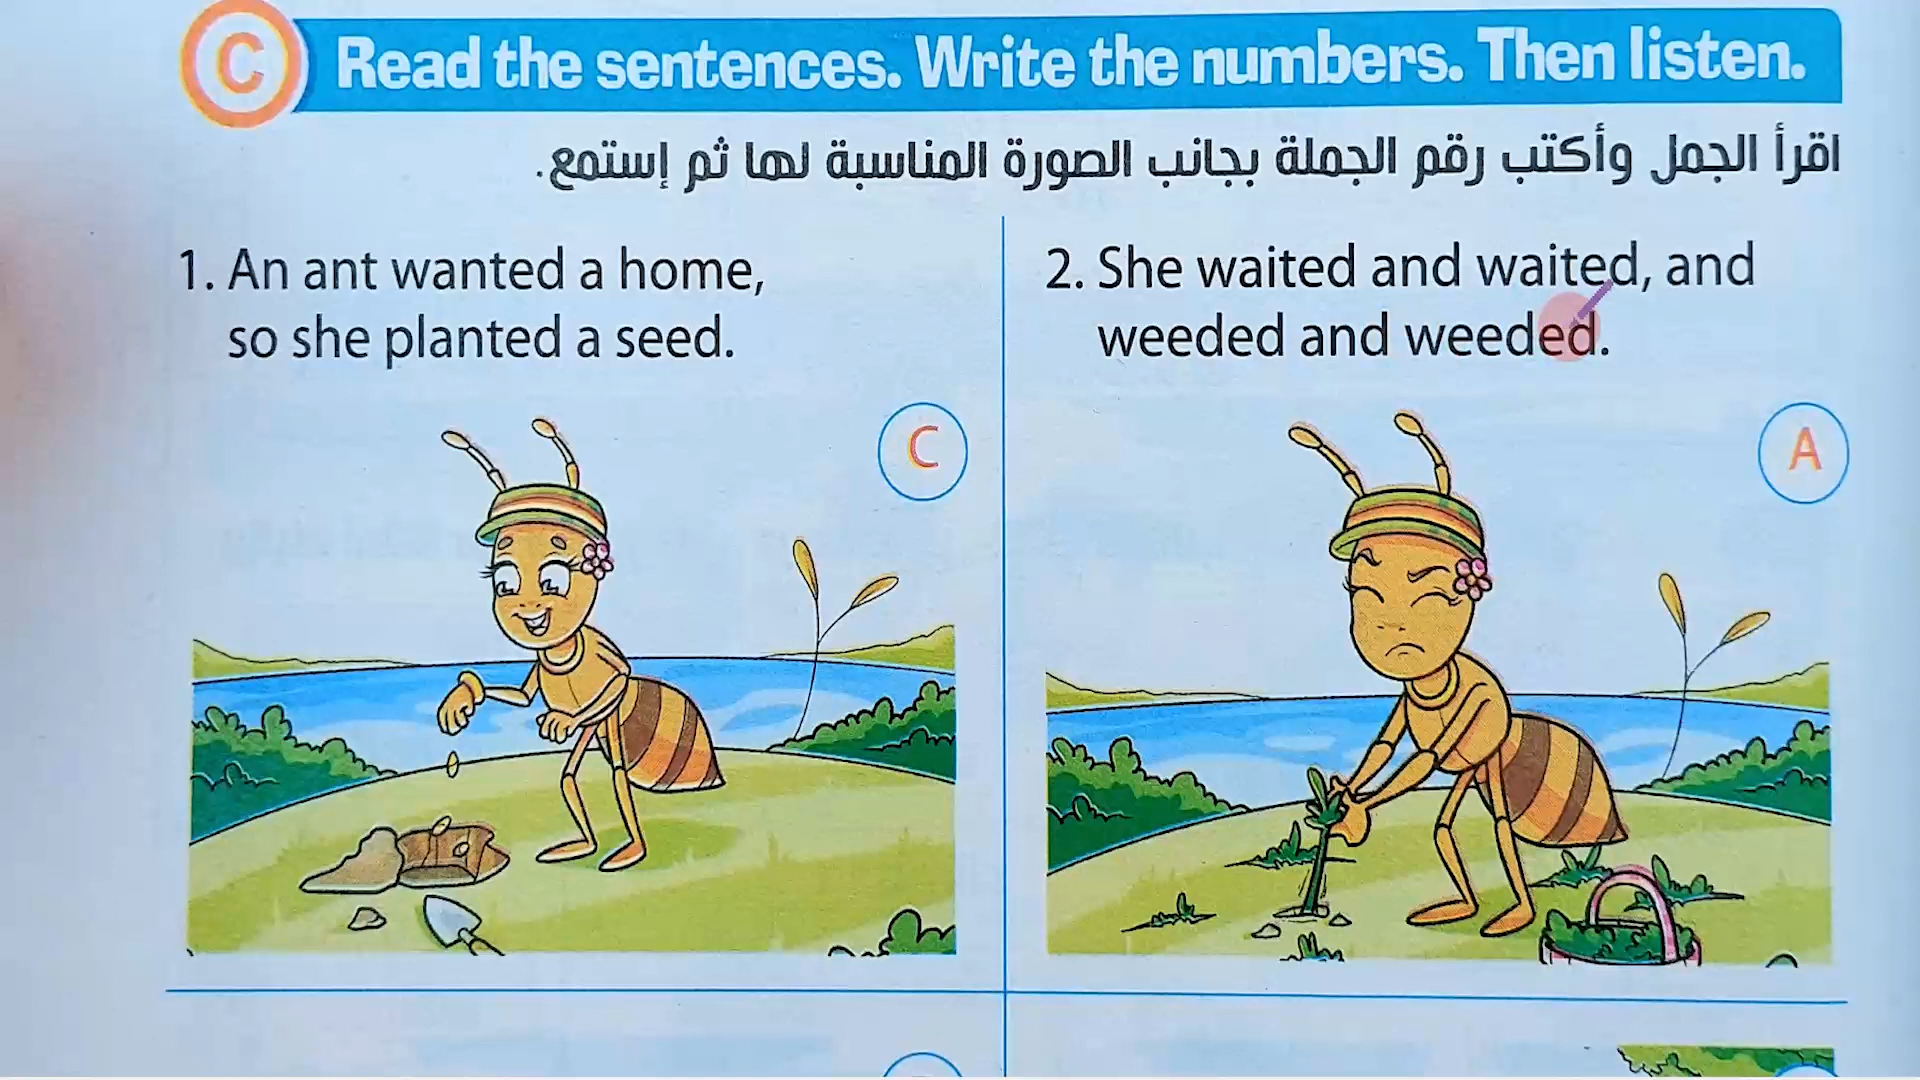 C Read the sentences. Write the numbers. Then listen.
اقرأ الجمل وأكتب رقم الجملة بجانب الصورة المناسبة لها ثم إستمع.
1. An ant wanted a home,
so she planted a seed.
2. She waited and waited, and
weeded and weeded.
C
A